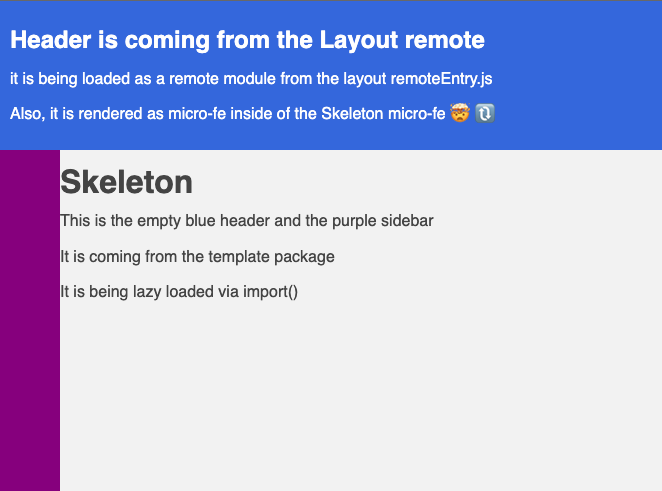 Header is coming from the Layout remote
it is being loaded as a remote module from the layout remoteEntry.js
Also, it is rendered as micro-fe inside of the Skeleton micro-fe 🤯 🔃
Skeleton
This is the empty blue header and the purple sidebar
It is coming from the template package
It is being lazy loaded via import()